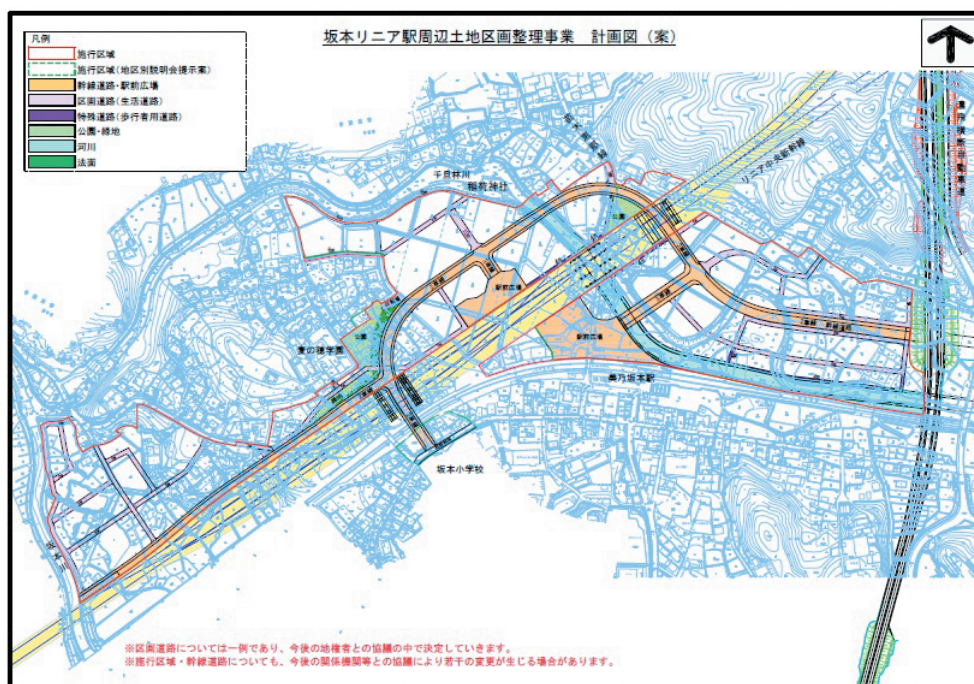 坂本リニア駅周辺土地区画整理事業　計画図（案）
凡例
施行区域
施行区域(地区別説明会提示案)
幹線道路・駅前広場
区画道路(生活道路)
特殊道路(歩行者用道路)
公園・緑地
河川
法面
リニア中央新幹線
千旦林川
稲荷神社
公園
駅前広場
駅前広場
公園
美乃坂本駅
坂本小学校
※区画道路については一例であり、今後の地権者との協議の中で決定していきます。
※施行区域・幹線道路についても、今後の関係機関等との協議により若干の変更が生じる場合があります。